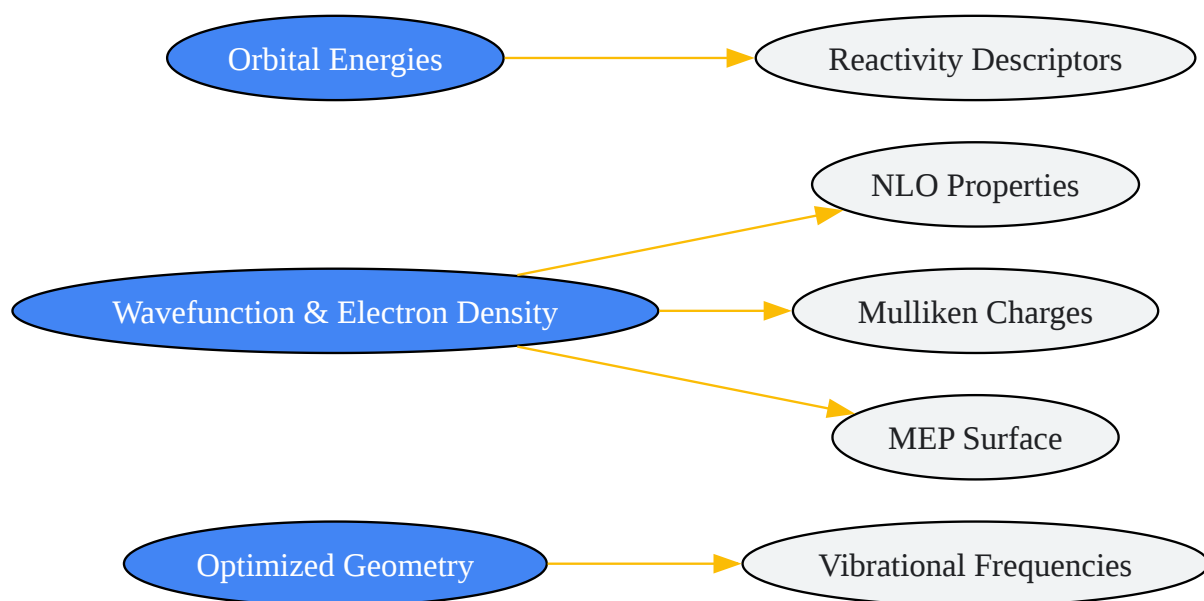 Orbital Energies
Reactivity Descriptors
NLO Properties
Wavefunction & Electron Density
Mulliken Charges
MEP Surface
Optimized Geometry
Vibrational Frequencies